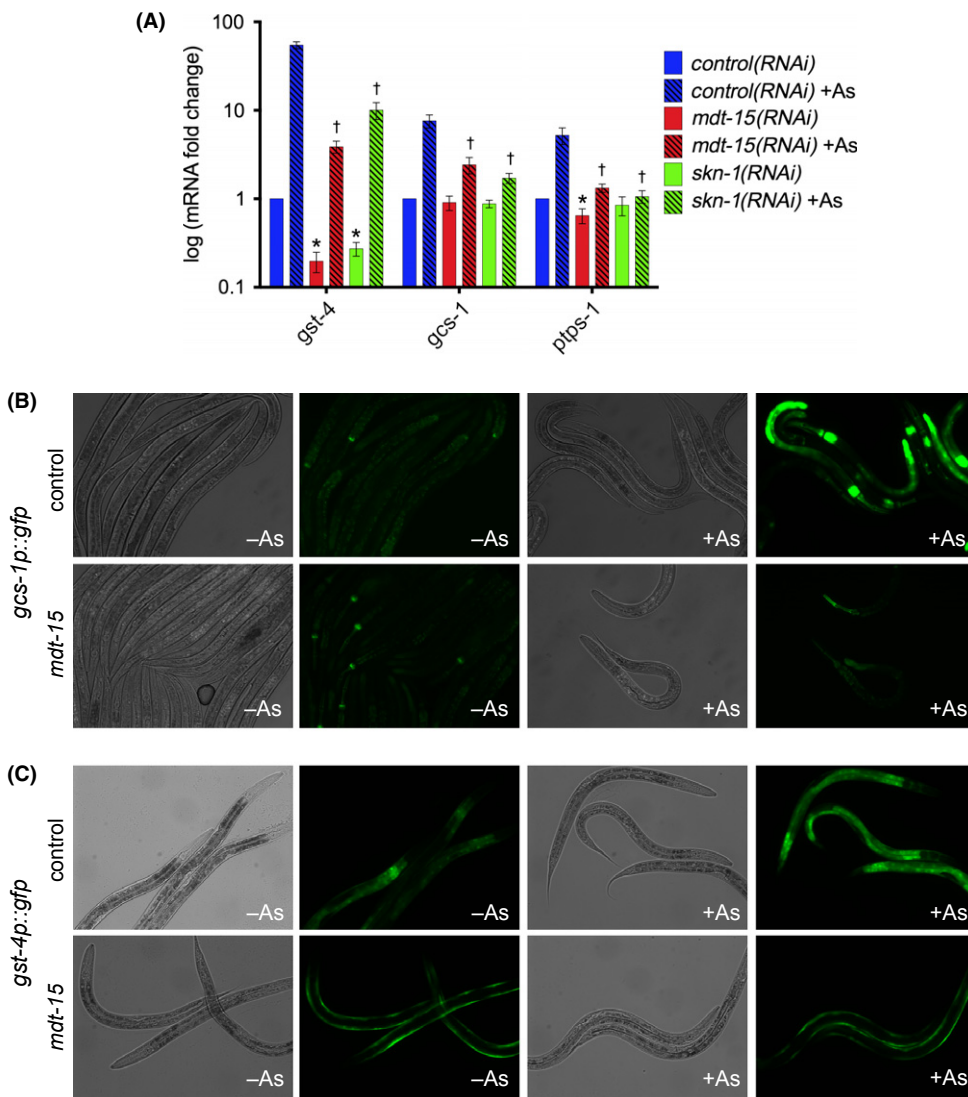 (A)
100
10
1
0.1
log (mRNA fold change)
* † * †
† †
* † †
gst-4
gcs-1
ptps-1
control(RNAi)
control(RNAi) +As
mdt-15(RNAi)
mdt-15(RNAi) +As
skn-1(RNAi)
skn-1(RNAi) +As
(B)
gcs-1p::gfp
control
–As
–As
+As
+As
mdt-15
–As
–As
+As
+As
(C)
gst-4p::gfp
control
–As
–As
+As
+As
mdt-15
–As
–As
+As
+As